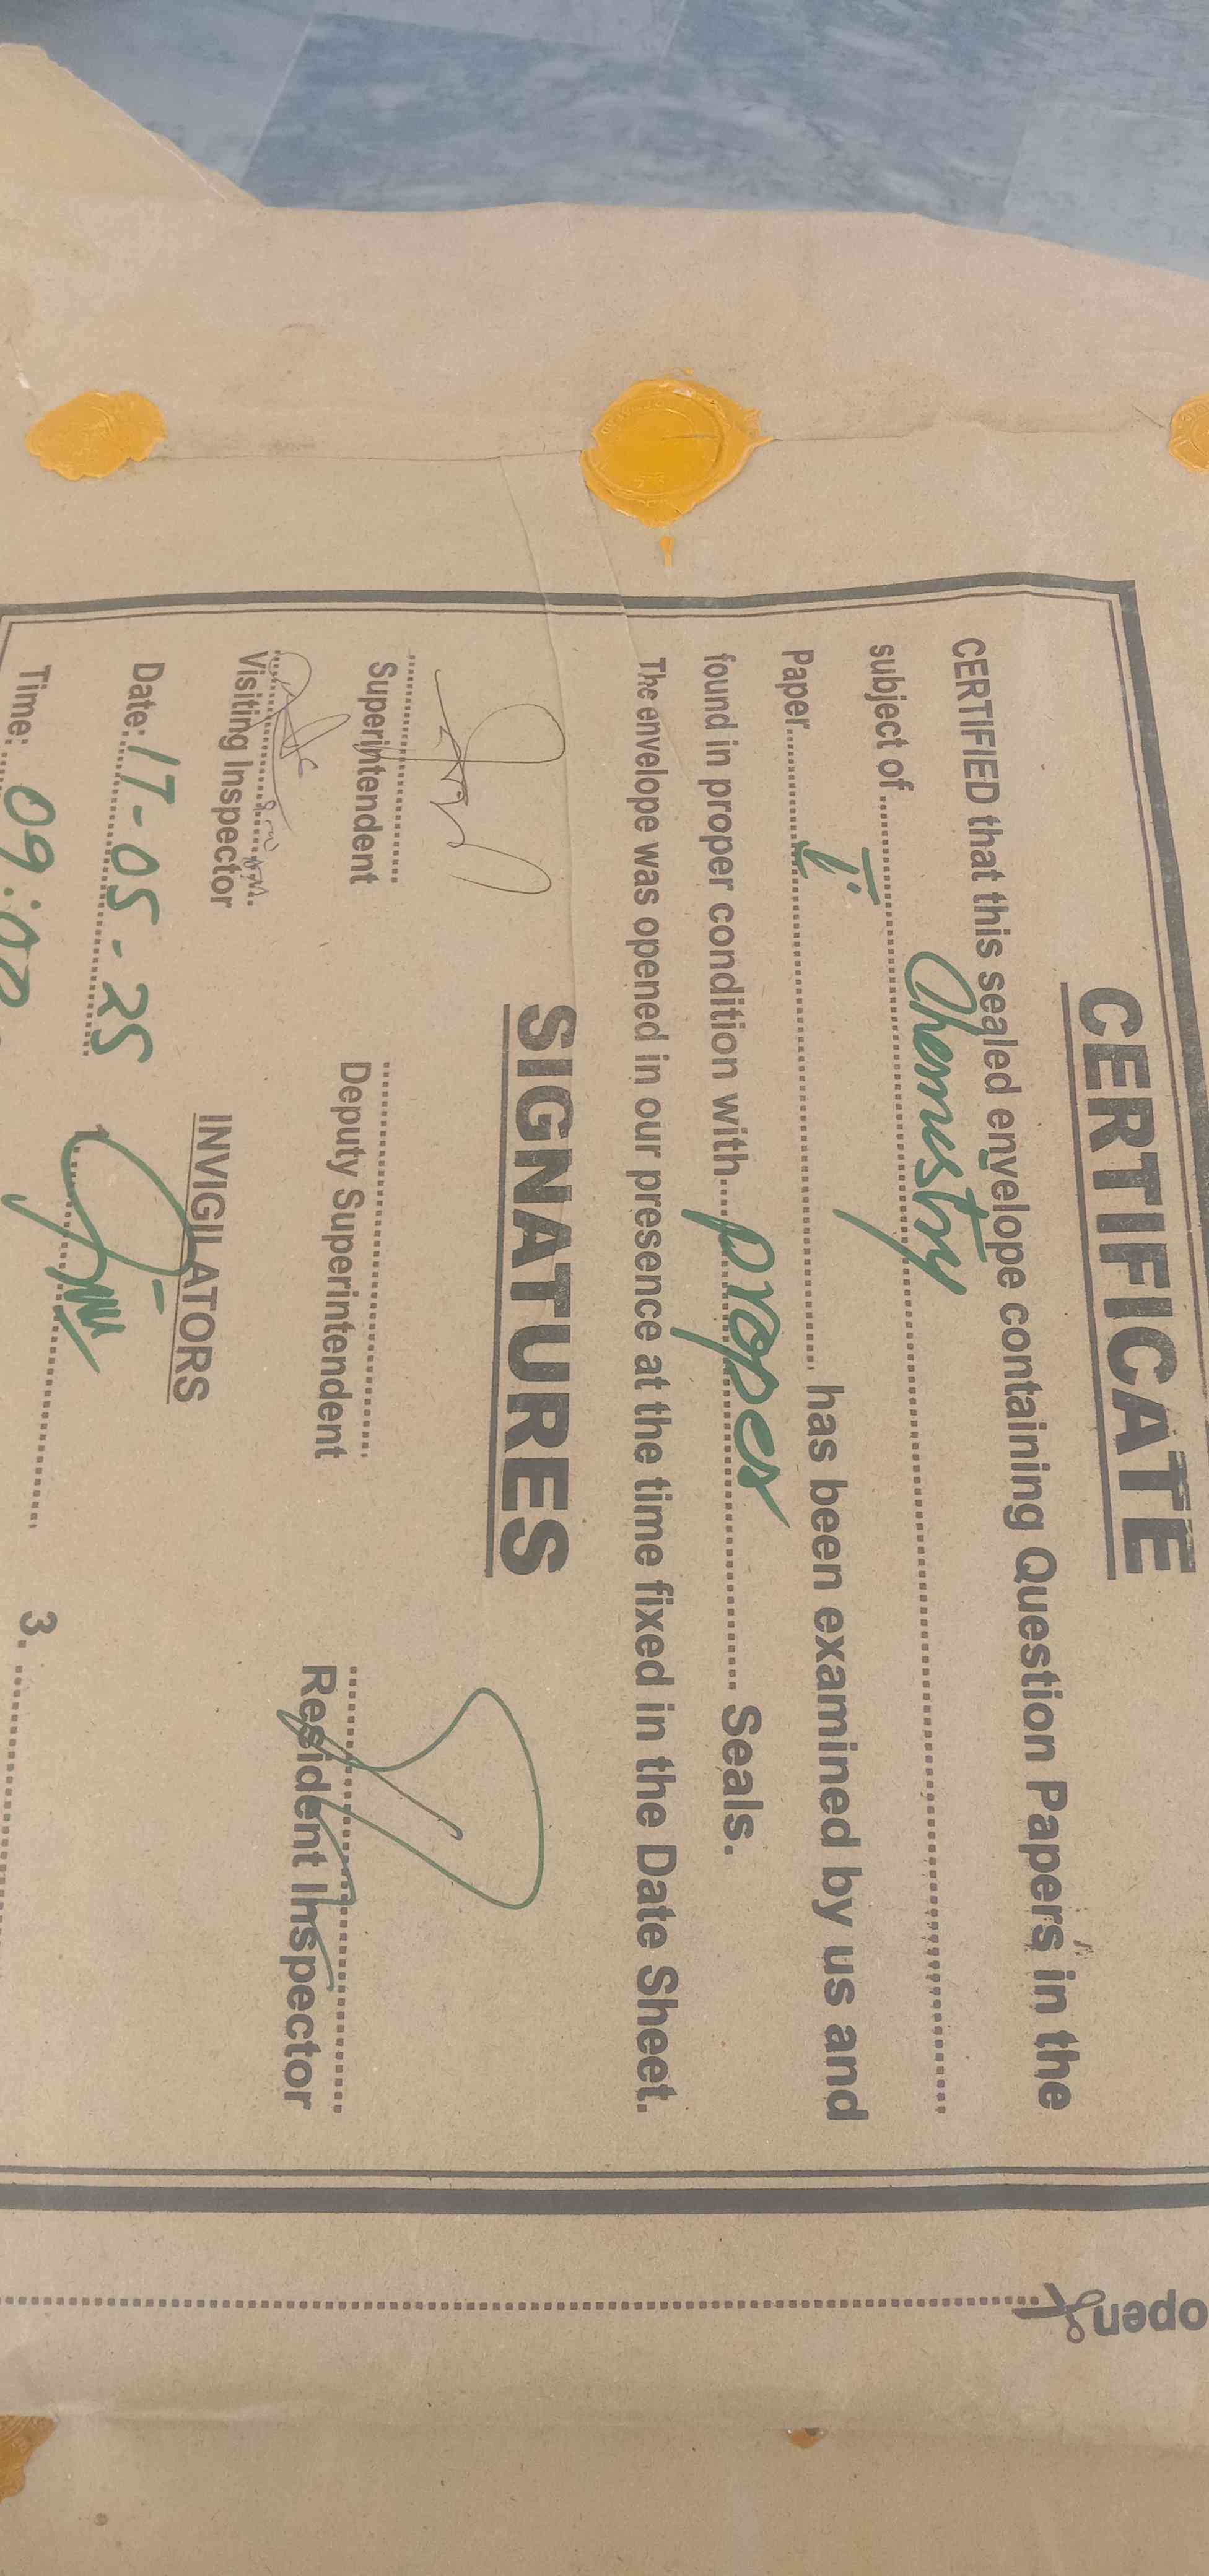 CERTIFICATE
CERTIFIED that this sealed envelope containing Question Papers in the
subject of ........ Chemestry ........
Paper ........ I ........ has been examined by us and
found in proper condition with.... proper ........ Seals.
The envelope was opened in our presence at the time fixed in the Date Sheet.
SIGNATURES
Superintendent
Deputy Superintendent
Resident Inspector
Visiting Inspector
INVIGILATORS
Date: 17-05-25
3.
Time: 09:00
open